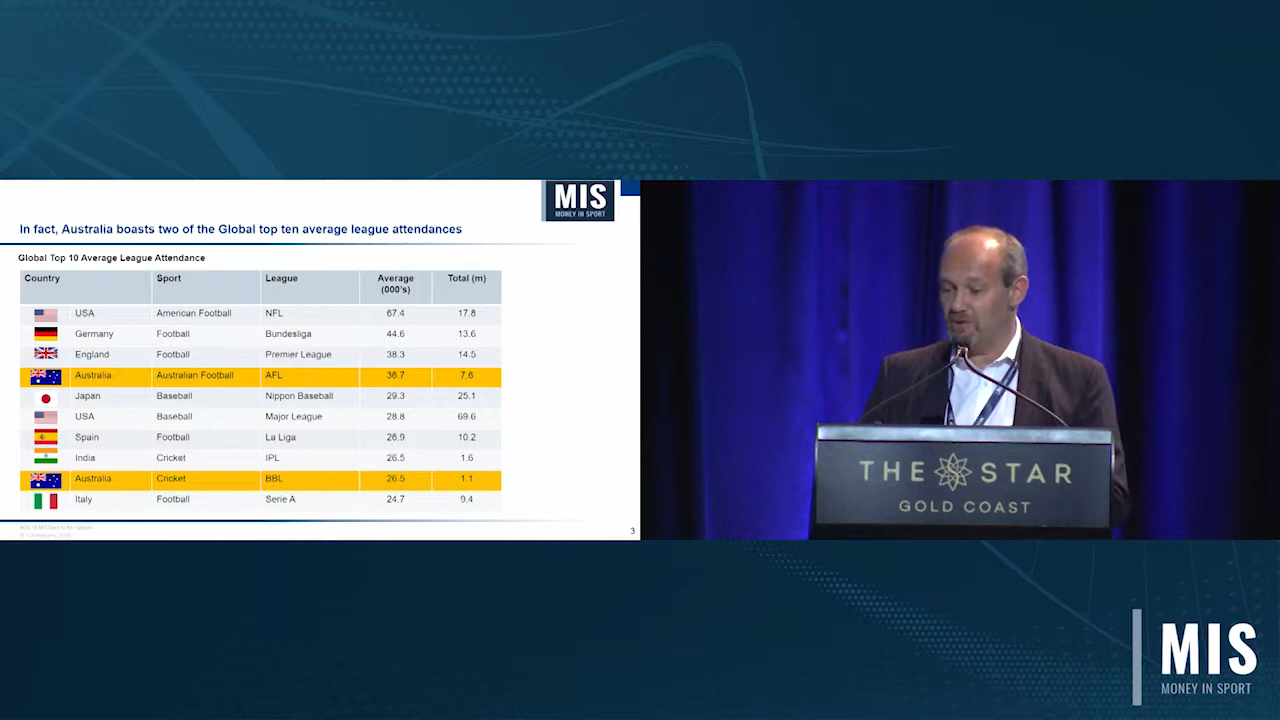 MIS
MONEY IN SPORT
In fact, Australia boasts two of the Global top ten average league attendances
Global Top 10 Average League Attendance
Country Sport League Average (000's) Total (m)
USA American Football NFL 67.4 17.8
Germany Football Bundesliga 44.6 13.6
England Football Premier League 38.3 14.5
Australia Australian Football AFL 36.7 7.6
Japan Baseball Nippon Baseball 29.3 25.1
USA Baseball Major League 28.8 69.6
Spain Football La Liga 26.9 10.2
India Cricket IPL 26.5 1.6
Australia Cricket BBL 26.5 1.1
Italy Football Serie A 24.7 9.4
3
THE STAR
GOLD COAST
MIS
MONEY IN SPORT